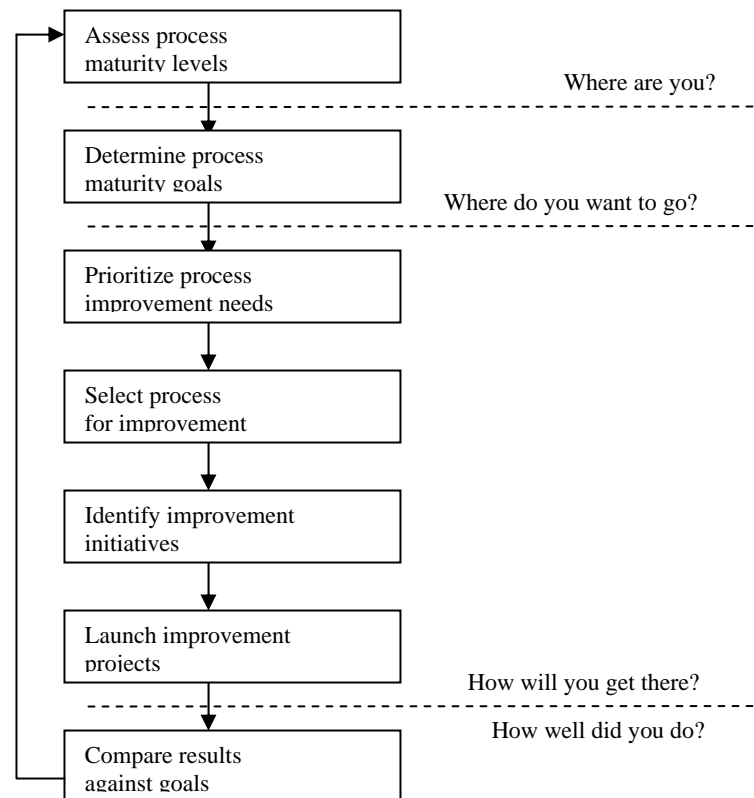 Assess process
maturity levels
Where are you?
Determine process
maturity goals
Where do you want to go?
Prioritize process
improvement needs
Select process
for improvement
Identify improvement
initiatives
Launch improvement
projects
How will you get there?
How well did you do?
Compare results
against goals